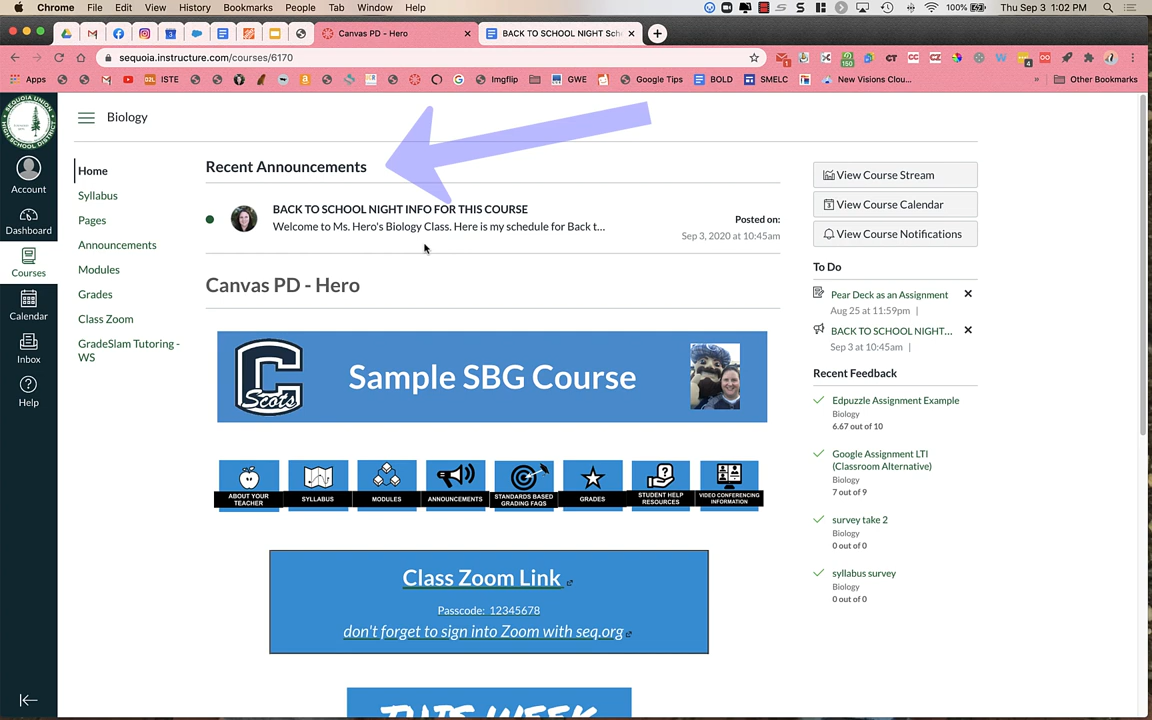 Chrome File Edit View History Bookmarks People Tab Window Help 100% Thu Sep 3 1:02 PM
Canvas PD - Hero BACK TO SCHOOL NIGHT Sch
sequoia.instructure.com/courses/6170
Apps ISTE Imgflip GWE Google Tips BOLD SMELC New Visions Clou... » Other Bookmarks
Biology
Account
Dashboard
Courses
Calendar
Inbox
Help
Home
Syllabus
Pages
Announcements
Modules
Grades
Class Zoom
GradeSlam Tutoring -
WS
Recent Announcements
BACK TO SCHOOL NIGHT INFO FOR THIS COURSE
Welcome to Ms. Hero's Biology Class. Here is my schedule for Back t...
Posted on:
Sep 3, 2020 at 10:45am
Canvas PD - Hero
C Scots
Sample SBG Course
ABOUT YOUR
TEACHER
SYLLABUS
MODULES
ANNOUNCEMENTS
STANDARDS BASED
GRADING FAQS
GRADES
STUDENT HELP
RESOURCES
VIDEO CONFERENCING
INFORMATION
Class Zoom Link
Passcode: 12345678
don't forget to sign into Zoom with seq.org
THIS WEEK
View Course Stream
View Course Calendar
View Course Notifications
To Do
Pear Deck as an Assignment
Aug 25 at 11:59pm |
BACK TO SCHOOL NIGHT...
Sep 3 at 10:45am |
Recent Feedback
Edpuzzle Assignment Example
Biology
6.67 out of 10
Google Assignment LTI
(Classroom Alternative)
Biology
7 out of 9
survey take 2
Biology
0 out of 0
syllabus survey
Biology
0 out of 0